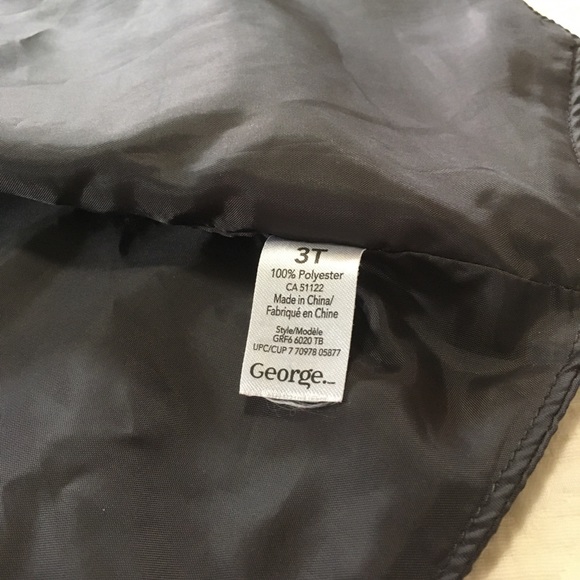 3T
100% Polyester
CA 51122
Made in China/
Fabriqué en Chine
Style/Modèle
GRF6 6020 TB
UPC/CUP 7 70978 05877
George._